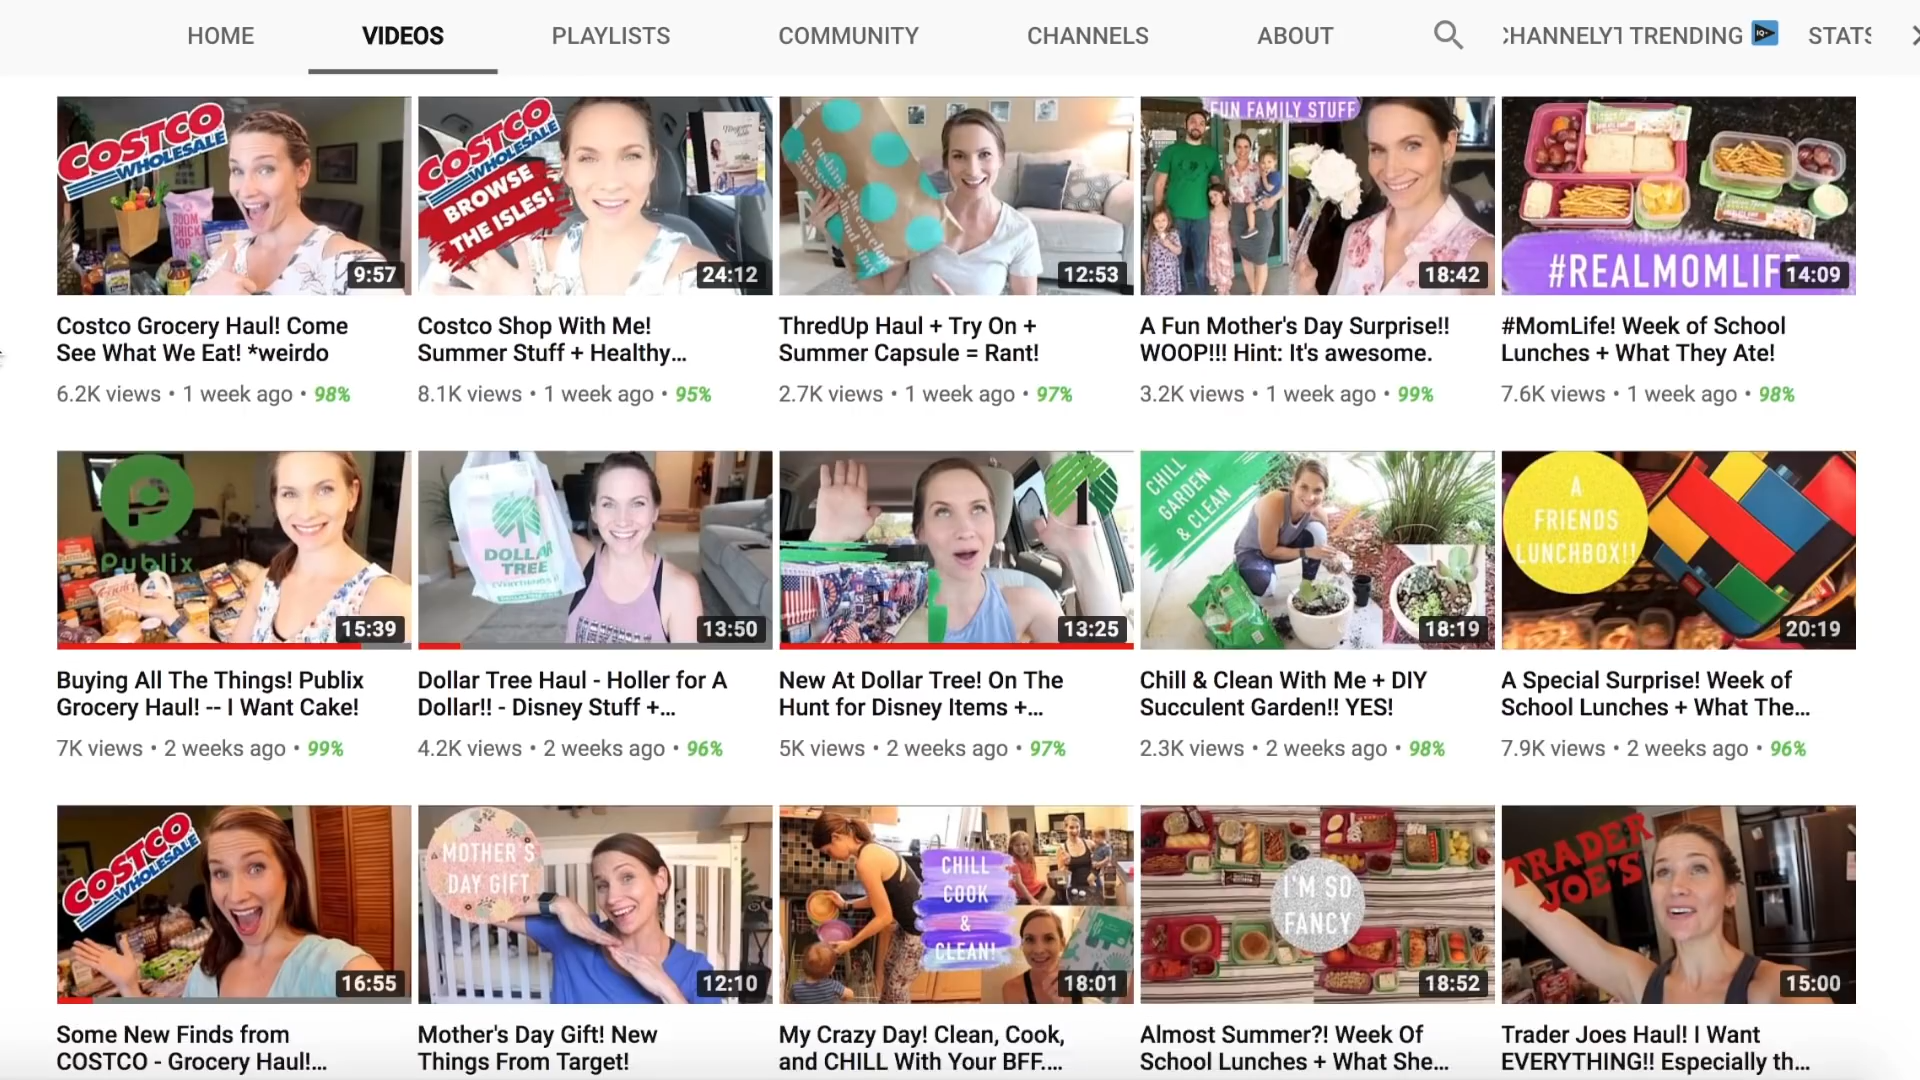 HOME
VIDEOS
PLAYLISTS
COMMUNITY
CHANNELS
ABOUT
TRENDING
COSTCO
WHOLESALE
BOOM
CHICK
POP
9:57
COSTCO
WHOLESALE
BROWSE
THE ISLES!
24:12
12:53
FUN FAMILY STUFF
18:42
#REALMOMLIFE
14:09
Costco Grocery Haul! Come
See What We Eat! *weirdo
6.2K views • 1 week ago • 98%
Costco Shop With Me!
Summer Stuff + Healthy...
8.1K views • 1 week ago • 95%
ThredUp Haul + Try On +
Summer Capsule = Rant!
2.7K views • 1 week ago • 97%
A Fun Mother's Day Surprise!!
WOOP!!! Hint: It's awesome.
3.2K views • 1 week ago • 99%
#MomLife! Week of School
Lunches + What They Ate!
7.6K views • 1 week ago • 98%
Publix
15:39
DOLLAR
TREE
13:50
13:25
CHILL
GARDEN
& CLEAN
18:19
A
FRIENDS
LUNCHBOX!!
20:19
Buying All The Things! Publix
Grocery Haul! -- I Want Cake!
7K views • 2 weeks ago • 99%
Dollar Tree Haul - Holler for A
Dollar!! - Disney Stuff +...
4.2K views • 2 weeks ago • 96%
New At Dollar Tree! On The
Hunt for Disney Items +...
5K views • 2 weeks ago • 97%
Chill & Clean With Me + DIY
Succulent Garden!! YES!
2.3K views • 2 weeks ago • 98%
A Special Surprise! Week of
School Lunches + What The...
7.9K views • 2 weeks ago • 96%
COSTCO
WHOLESALE
16:55
MOTHER'S
DAY GIFT
12:10
CHILL
COOK
&
CLEAN!
18:01
I'M SO
FANCY
18:52
TRADER
JOE'S
15:00
Some New Finds from
COSTCO - Grocery Haul!...
Mother's Day Gift! New
Things From Target!
My Crazy Day! Clean, Cook,
and CHILL With Your BFF....
Almost Summer?! Week Of
School Lunches + What She...
Trader Joes Haul! I Want
EVERYTHING!! Especially th...